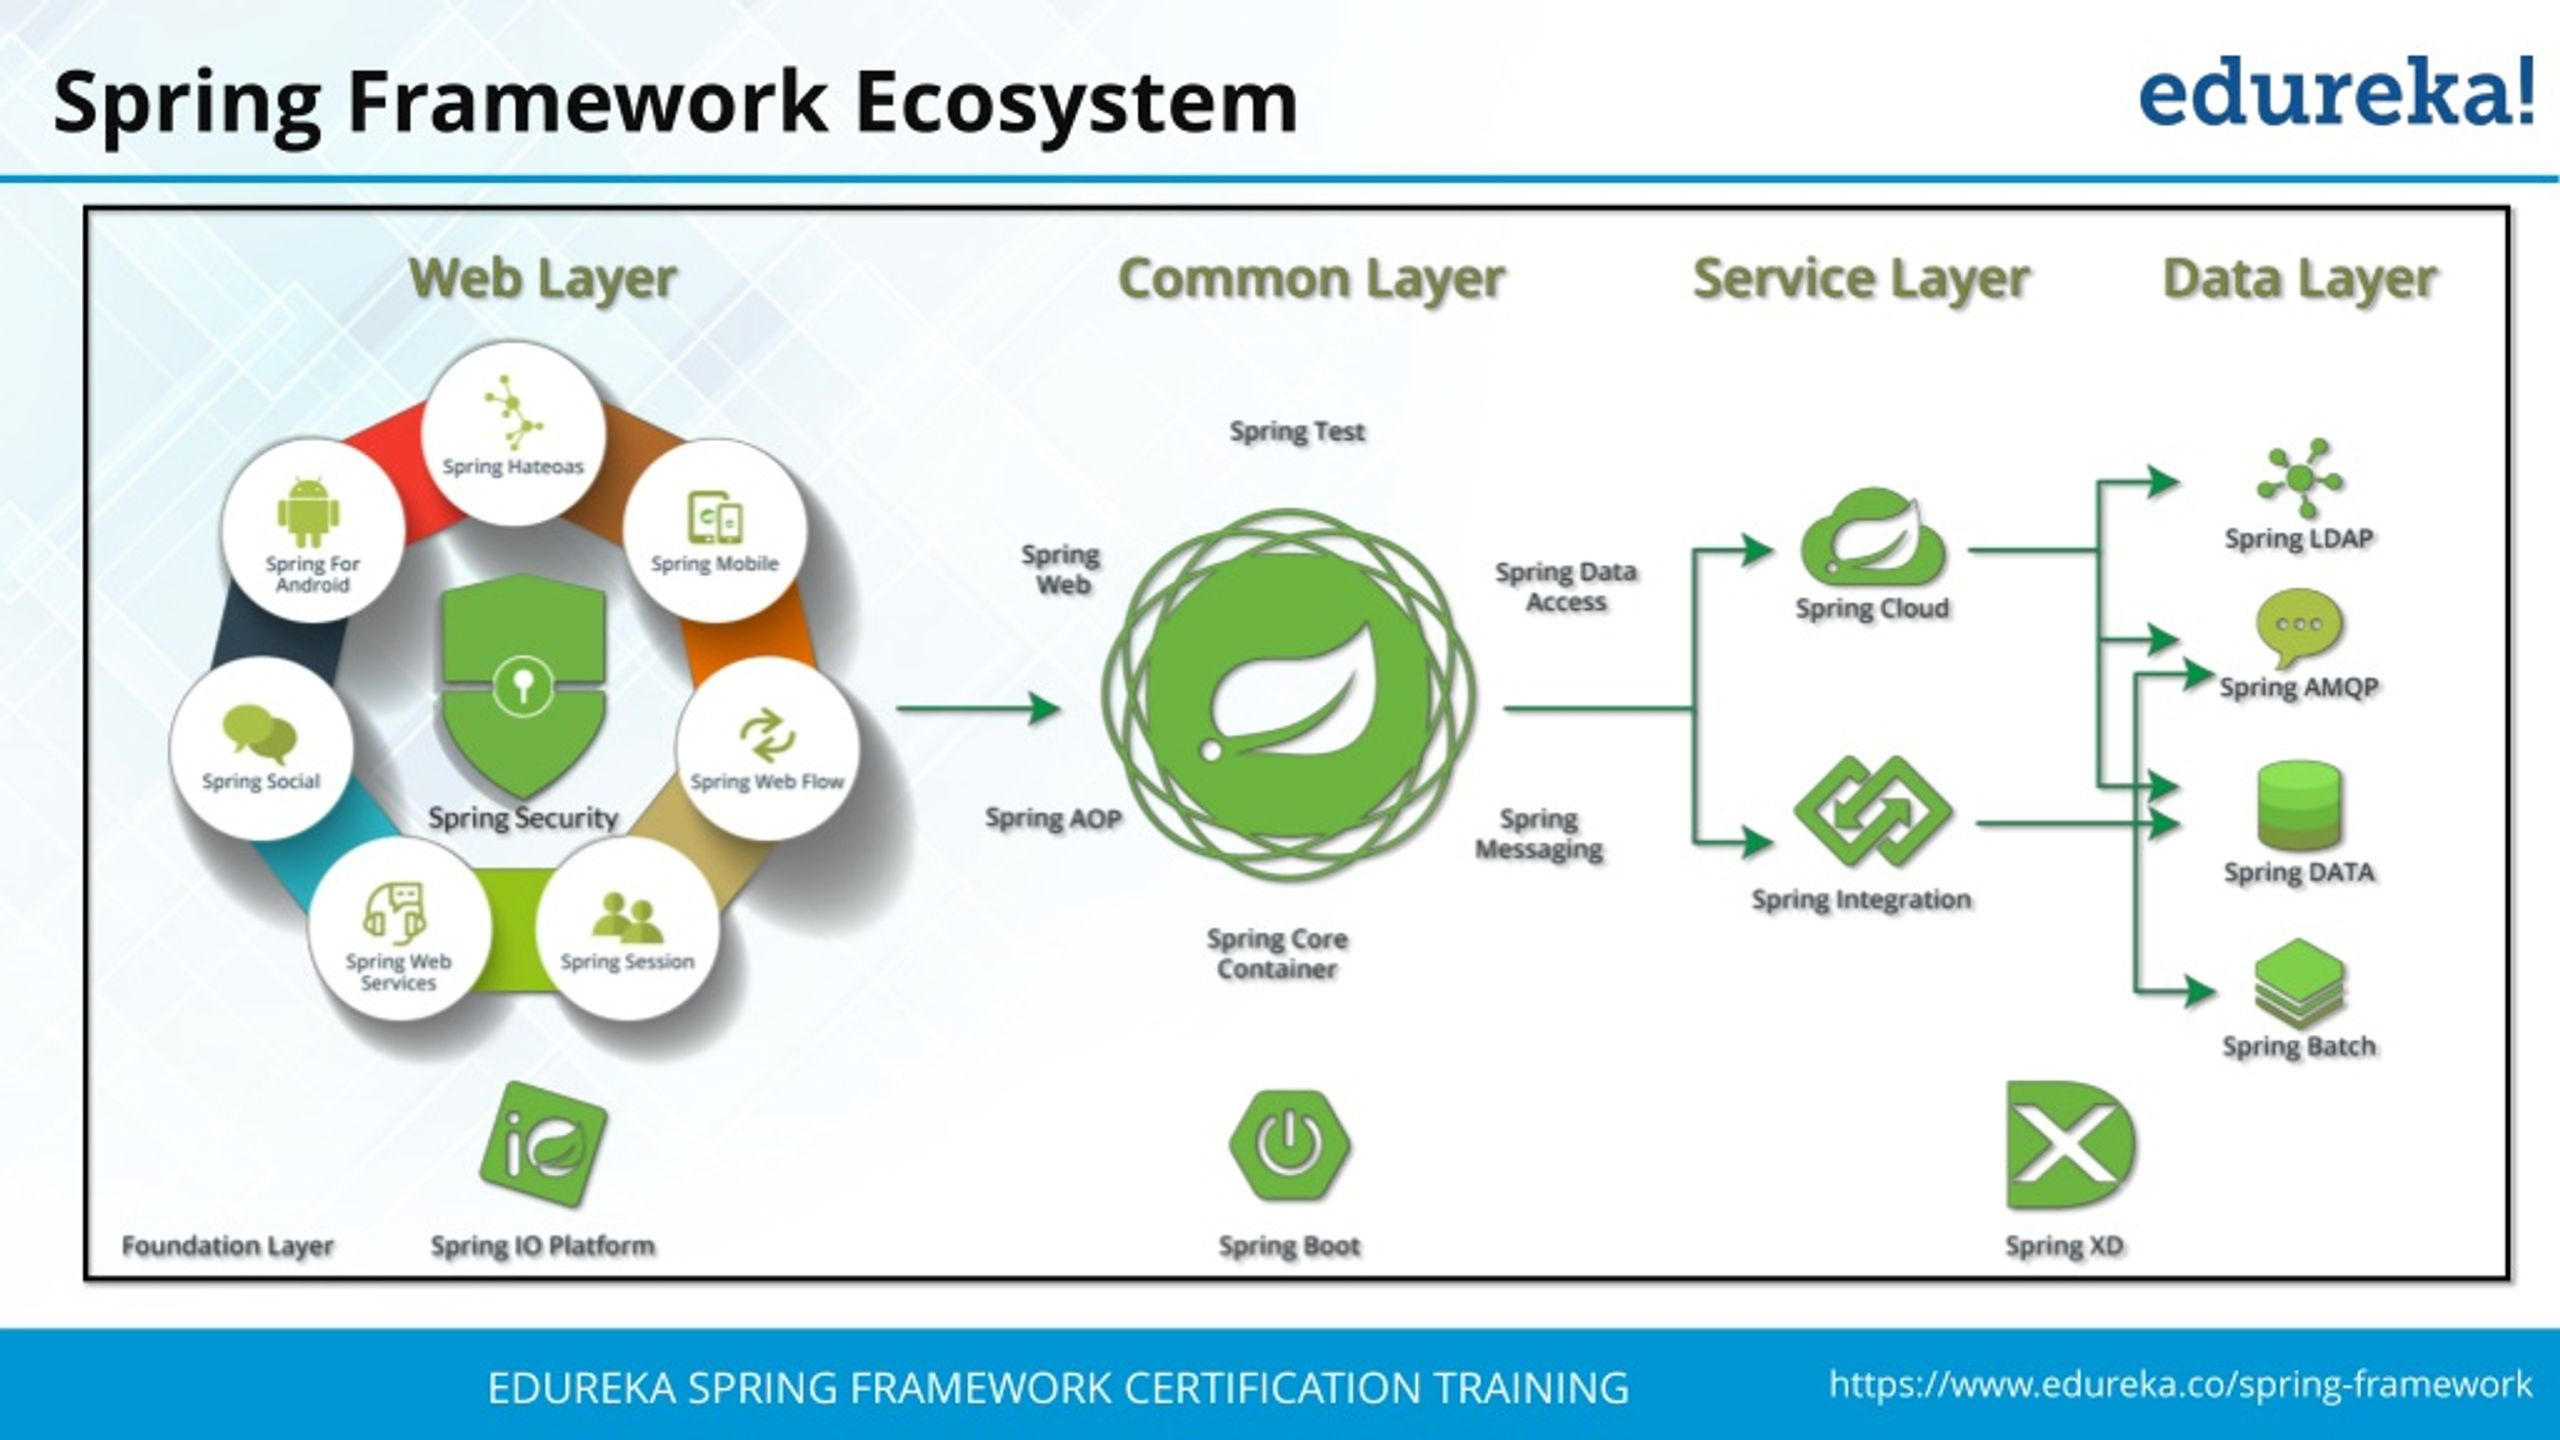 Spring Framework Ecosystem
edureka!
Web Layer
Common Layer
Service Layer
Data Layer
Spring Hateoas
Spring For
Android
Spring Mobile
Spring Social
Spring Security
Spring Web Flow
Spring Web
Services
Spring Session
Spring Test
Spring
Web
Spring Data
Access
Spring AOP
Spring
Messaging
Spring Core
Container
Spring Cloud
Spring Integration
Spring LDAP
Spring AMQP
Spring DATA
Spring Batch
Foundation Layer
Spring IO Platform
Spring Boot
Spring XD
EDUREKA SPRING FRAMEWORK CERTIFICATION TRAINING
https://www.edureka.co/spring-framework